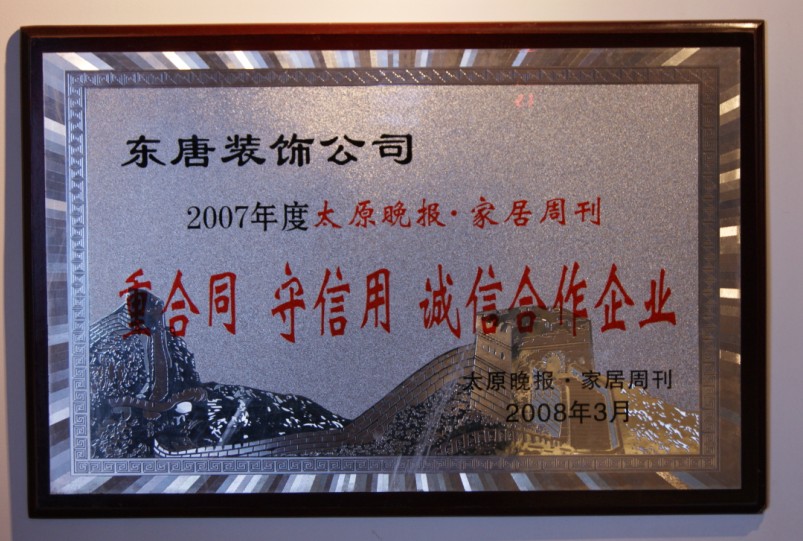 东唐装饰公司
2007年度太原晚报·家居周刊
重合同 守信用 诚信合作企业
太原晚报·家居周刊
2008年3月